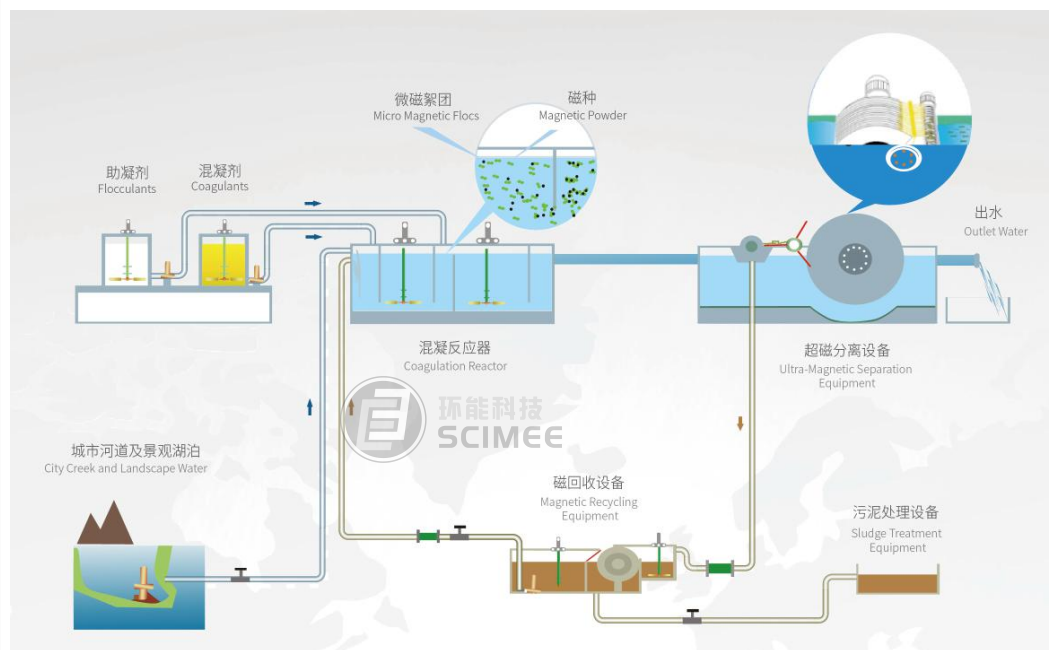 微磁絮团
Micro Magnetic Flocs
磁种
Magnetic Powder
助凝剂
Flocculants
混凝剂
Coagulants
出水
Outlet Water
混凝反应器
Coagulation Reactor
超磁分离设备
Ultra-Magnetic Separation
Equipment
环能科技
SCIMEE
城市河道及景观湖泊
City Creek and Landscape Water
磁回收设备
Magnetic Recycling
Equipment
污泥处理设备
Sludge Treatment
Equipment